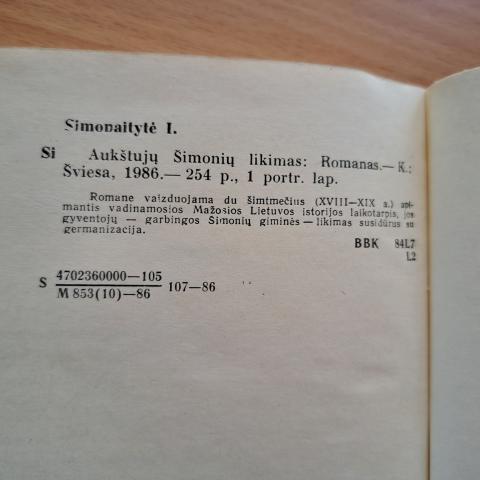 Simonaitytė I.
Si Aukštujų Šimonių likimas: Romanas.— K.:
Šviesa, 1986.— 254 p., 1 portr. lap.
Romane vaizduojama du šimtmečius (XVIII—XIX a.) api-
mantis vadinamosios Mažosios Lietuvos istorijos laikotarpis, jos
gyventojų — garbingos Šimonių giminės — likimas susidūrus su
germanizacija.
BBK 84L7
L2
S 4702360000—105
M 853(10)—86 107—86